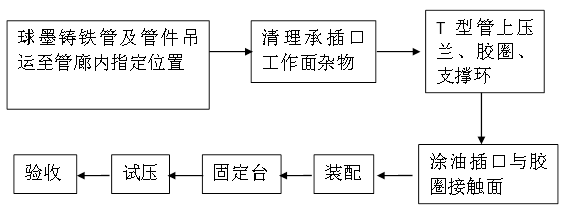 球墨铸铁管及管件吊
运至管廊内指定位置
清理承插口
工作面杂物
T 型管上压
兰、胶圈、
支撑环
涂油插口与胶
圈接触面
装配
固定台
试压
验收